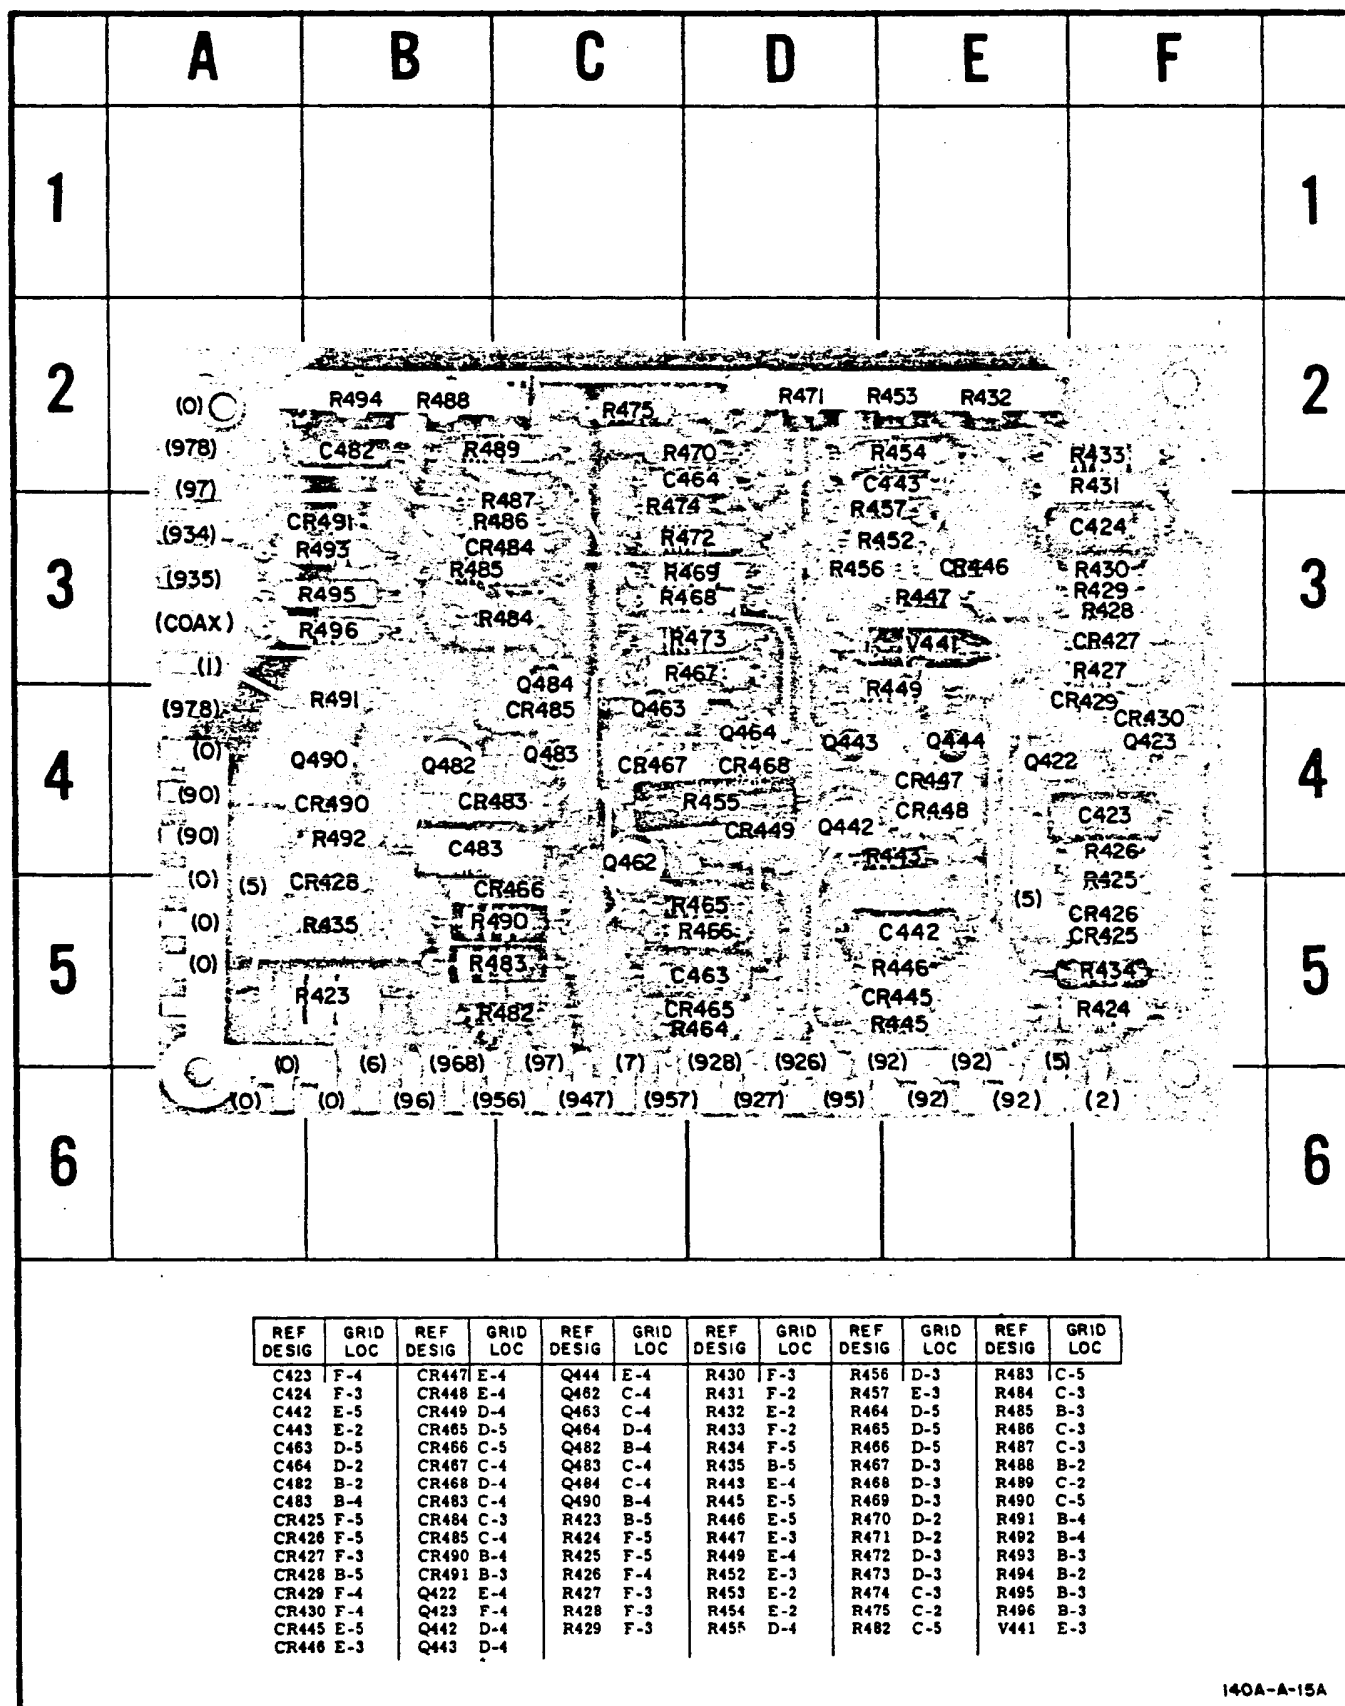 A B C D E F
1 1
2 2
R494 R488 R471 R453 R432
(0) R475
(978) C482 R489 R470 R454 R433
(97) C464 C443 R431
R487 R474 R457
CR491 R486 C424
(934) R493 CR484 R472 R452
3 3
(935) R485 R469 R456 CR446 R430
R495 R468 R447 R429
R484 R428
(COAX) R496 R473 V441 CR427
(1) R467 R427
Q484 R449
R491 CR485 Q463 CR429
(978) CR430
(0) Q464 Q443 Q444 Q423
Q490 Q482 Q483 CR467 CR468 Q422
4 4
(90) CR490 CR483 R455 CR447
CR448 C423
(90) R492 C483 CR449 Q442
Q462 R443 R426
(0) (5) CR428 CR466 R425
R465 (5)
(0) R435 R490 R466 C442 CR426
CR425
(0) R483 C463 R446 R434
5 5
R423 R482 CR465 CR445 R424
R464 R445
(0) (6) (968) (97) (7) (928) (926) (92) (92) (5)
(0) (0) (96) (956) (947) (957) (927) (95) (92) (92) (2)
6 6
REF DESIG GRID LOC REF DESIG GRID LOC REF DESIG GRID LOC REF DESIG GRID LOC REF DESIG GRID LOC REF DESIG GRID LOC
C423 F-4 CR447 E-4 Q444 E-4 R430 F-3 R456 D-3 R483 C-5
C424 F-3 CR448 E-4 Q462 C-4 R431 F-2 R457 E-3 R484 C-3
C442 E-5 CR449 D-4 Q463 C-4 R432 E-2 R464 D-5 R485 B-3
C443 E-2 CR465 D-5 Q464 D-4 R433 F-2 R465 D-5 R486 C-3
C463 D-5 CR466 C-5 Q482 B-4 R434 F-5 R466 D-5 R487 C-3
C464 D-2 CR467 C-4 Q483 C-4 R435 B-5 R467 D-3 R488 B-2
C482 B-2 CR468 D-4 Q484 C-4 R443 E-4 R468 D-3 R489 C-2
C483 B-4 CR483 C-4 Q490 B-4 R445 E-5 R469 D-3 R490 C-5
CR425 F-5 CR484 C-3 R423 B-5 R446 E-5 R470 D-2 R491 B-4
CR426 F-5 CR485 C-4 R424 F-5 R447 E-3 R471 D-2 R492 B-4
CR427 F-3 CR490 B-4 R425 F-5 R449 E-4 R472 D-3 R493 B-3
CR428 B-5 CR491 B-3 R426 F-4 R452 E-3 R473 D-3 R494 B-2
CR429 F-4 Q422 E-4 R427 F-3 R453 E-2 R474 C-3 R495 B-3
CR430 F-4 Q423 F-4 R428 F-3 R454 E-2 R475 C-2 R496 B-3
CR445 E-5 Q442 D-4 R429 F-3 R455 D-4 R482 C-5 V441 E-3
CR446 E-3 Q443 D-4
140A-A-15A